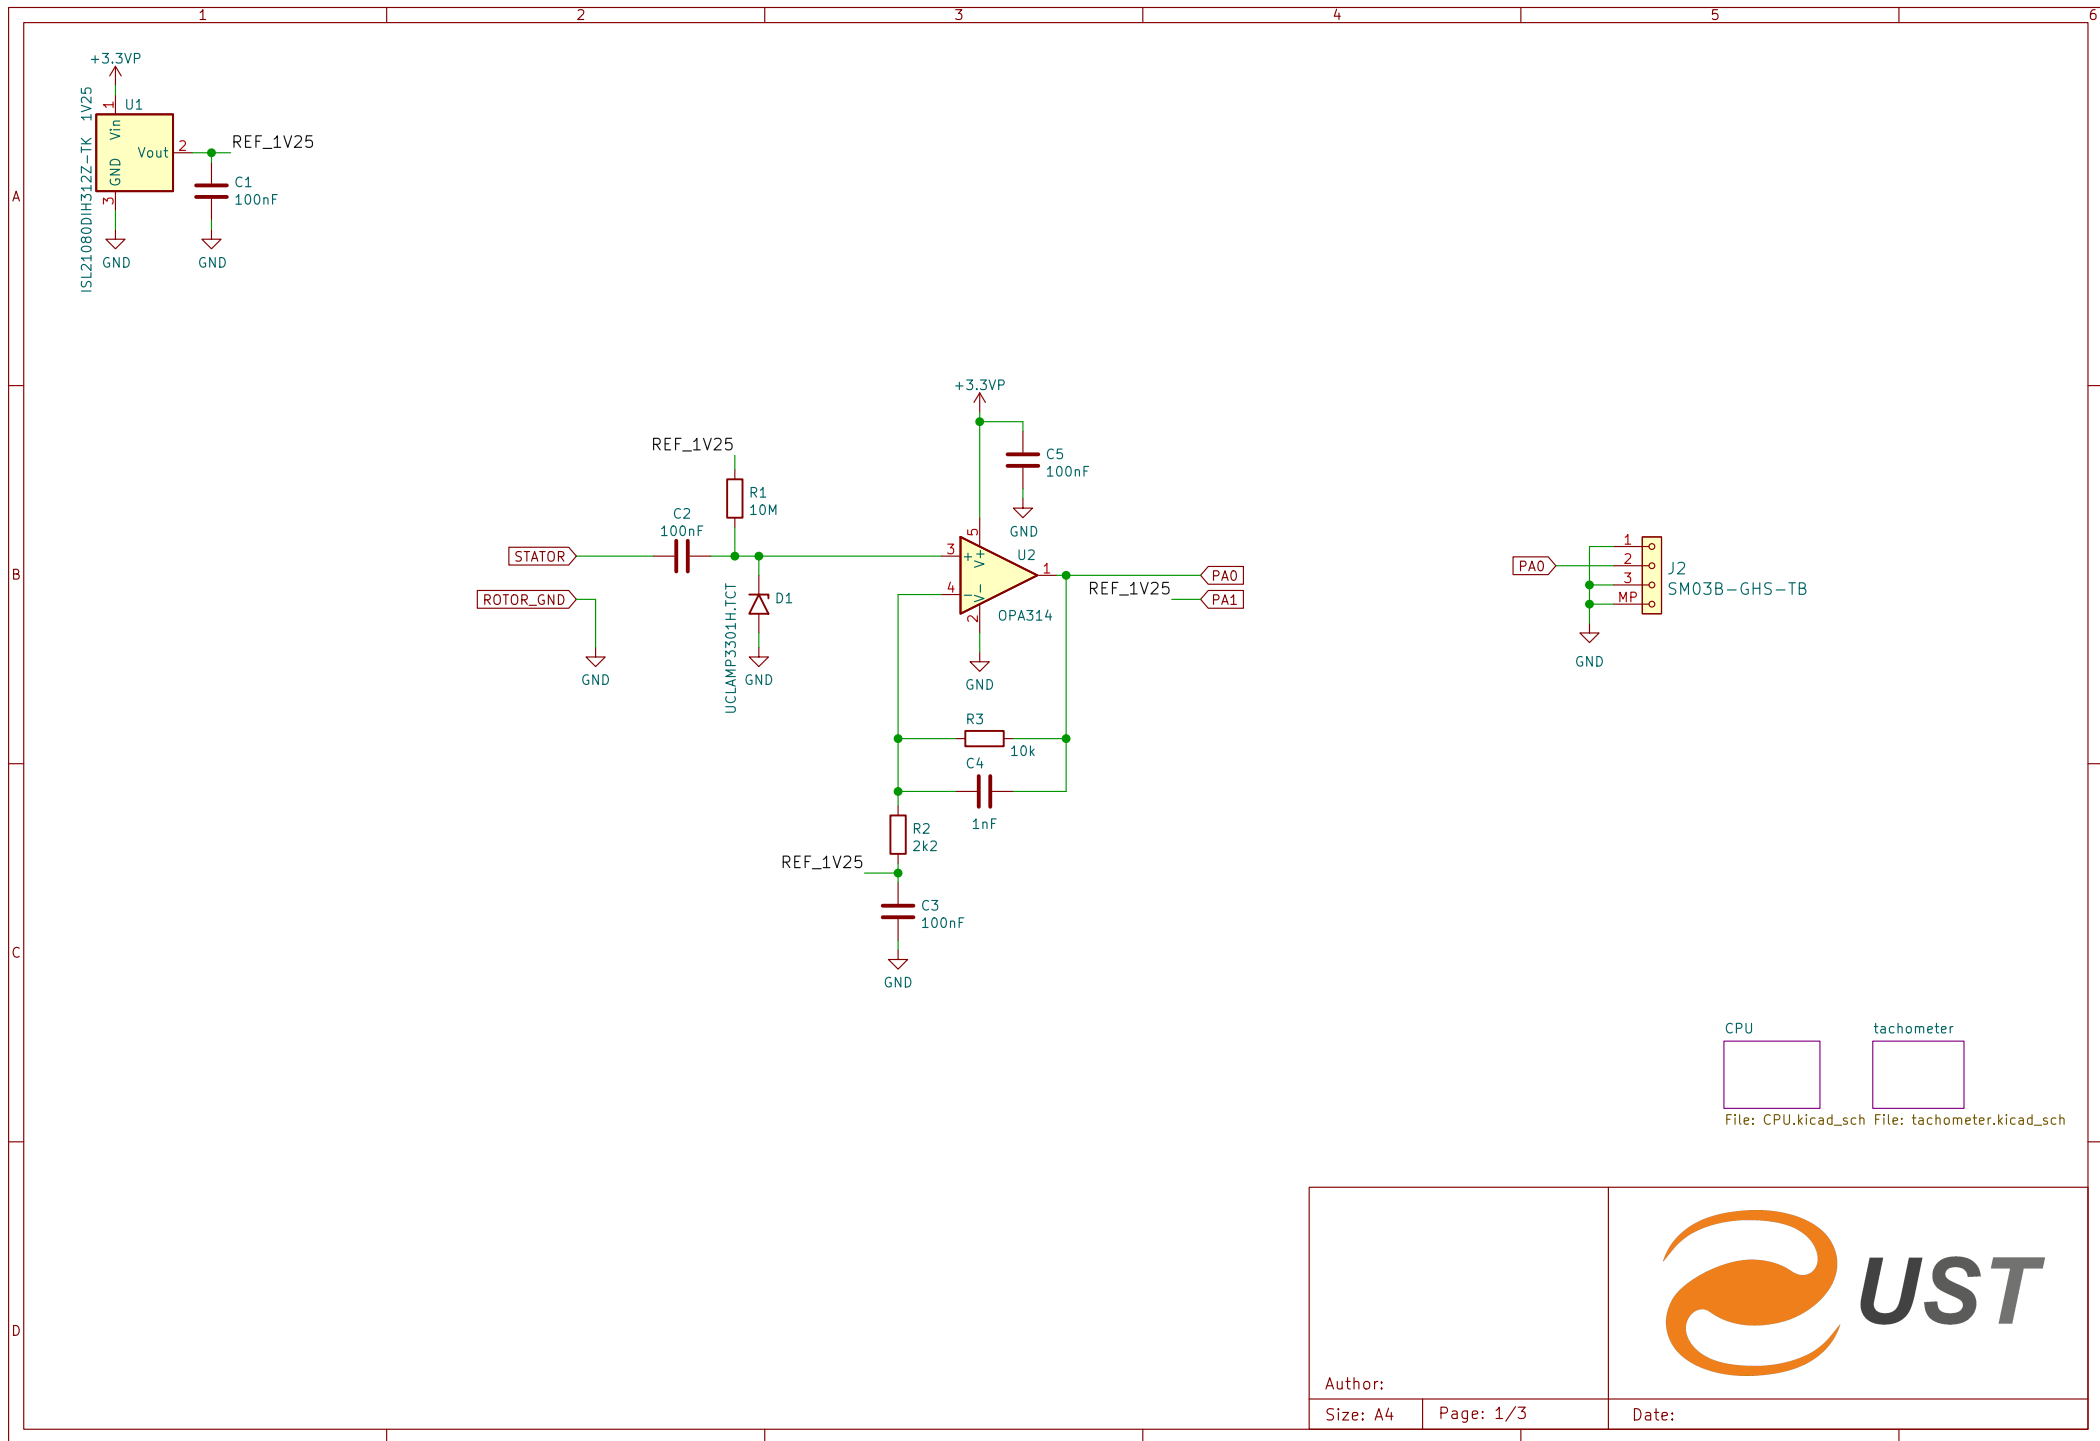 1 2 3 4 5 6
A
B
C
D
+3.3VP
U1
ISL21080DIH312Z-TK 1V25
1
Vin
Vout
2
GND
3
REF_1V25
C1
100nF
GND
GND
+3.3VP
C5
100nF
GND
REF_1V25
R1
10M
C2
100nF
STATOR
ROTOR_GND
GND
UCLAMP3301H.TCT
D1
GND
3
4
5
+
V+
-
V-
2
1
U2
OPA314
GND
REF_1V25
PA0
PA1
R3
10k
C4
1nF
R2
2k2
REF_1V25
C3
100nF
GND
PA0
1
2
3
MP
J2
SM03B-GHS-TB
GND
CPU
File: CPU.kicad_sch
tachometer
File: tachometer.kicad_sch
UST
Author:
Size: A4
Page: 1/3
Date: